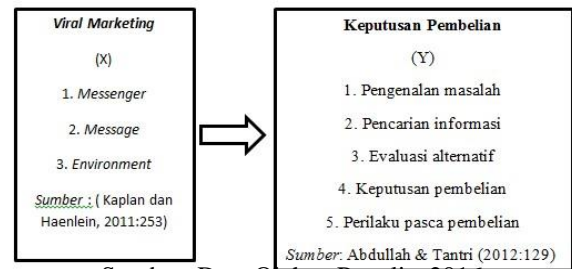 Viral Marketing
(X)
1. Messenger
2. Message
3. Environment
Sumber : ( Kaplan dan
Haenlein, 2011:253)
Keputusan Pembelian
(Y)
1. Pengenalan masalah
2. Pencarian informasi
3. Evaluasi alternatif
4. Keputusan pembelian
5. Perilaku pasca pembelian
Sumber: Abdullah & Tantri (2012:129)